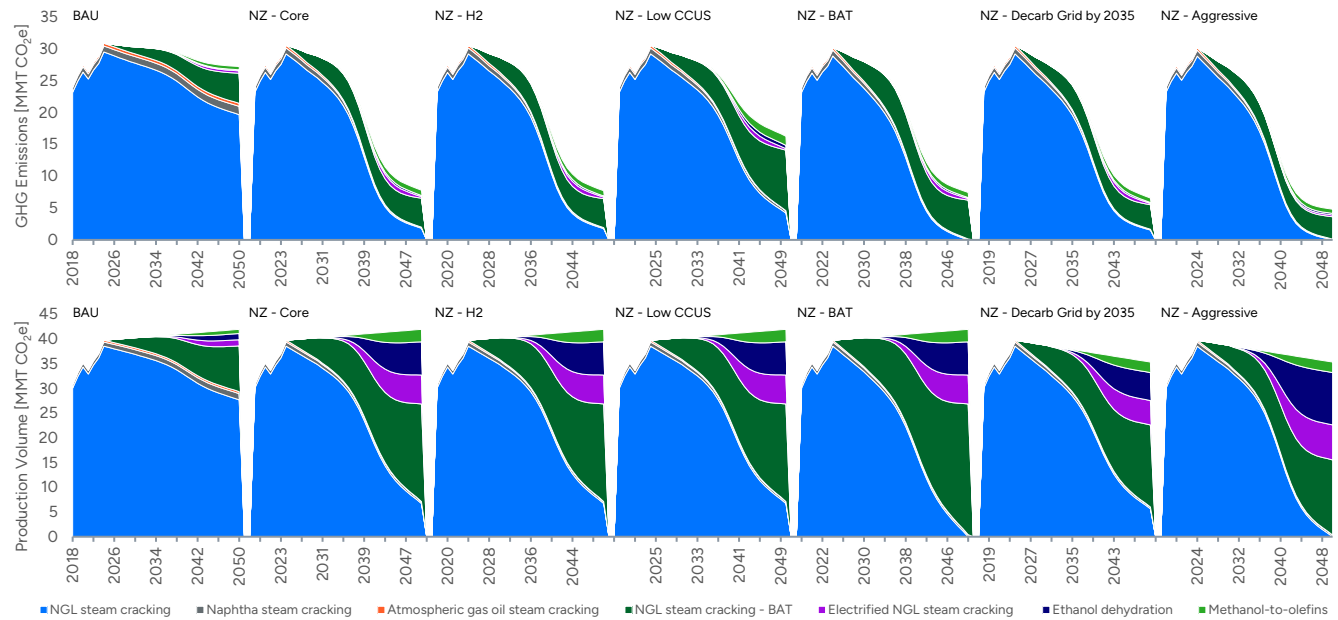 BAU NZ - Core NZ - H2 NZ - Low CCUS NZ - BAT NZ - Decarb Grid by 2035 NZ - Aggressive
GHG Emissions [MMT CO₂e]
35
30
25
20
15
10
5
0
2018 2026 2034 2042 2050 2023 2031 2039 2047 2020 2028 2036 2044 2025 2033 2041 2049 2022 2030 2038 2046 2019 2027 2035 2043 2024 2032 2040 2048
BAU NZ - Core NZ - H2 NZ - Low CCUS NZ - BAT NZ - Decarb Grid by 2035 NZ - Aggressive
Production Volume [MMT CO₂e]
45
40
35
30
25
20
15
10
5
0
2018 2026 2034 2042 2050 2023 2031 2039 2047 2020 2028 2036 2044 2025 2033 2041 2049 2022 2030 2038 2046 2019 2027 2035 2043 2024 2032 2040 2048
NGL steam cracking Naphtha steam cracking Atmospheric gas oil steam cracking NGL steam cracking - BAT Electrified NGL steam cracking Ethanol dehydration Methanol-to-olefins